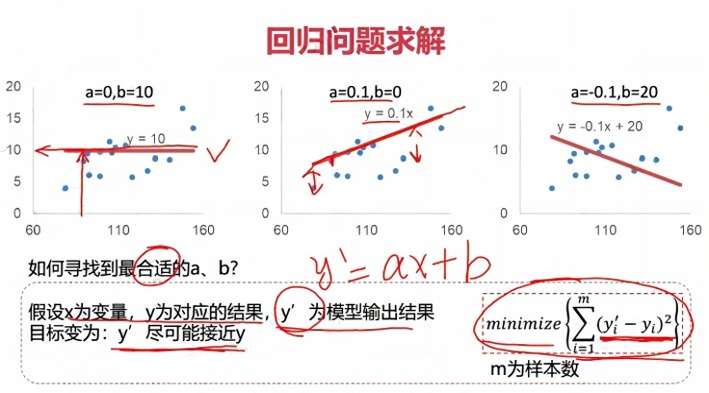 回归问题求解
a=0,b=10
a=0.1,b=0
a=-0.1,b=20
20
15
10
5
0
60
110
160
y = 10
20
15
10
5
0
60
110
160
y = 0.1x
20
15
10
5
0
60
110
160
y = -0.1x + 20
如何寻找到最合适的a、b?
y'=ax+b
假设x为变量，y为对应的结果，y′ 为模型输出结果
目标变为：y′ 尽可能接近y
minimize{∑_{i=1}^{m}(y′_i − y_i)²}
m为样本数